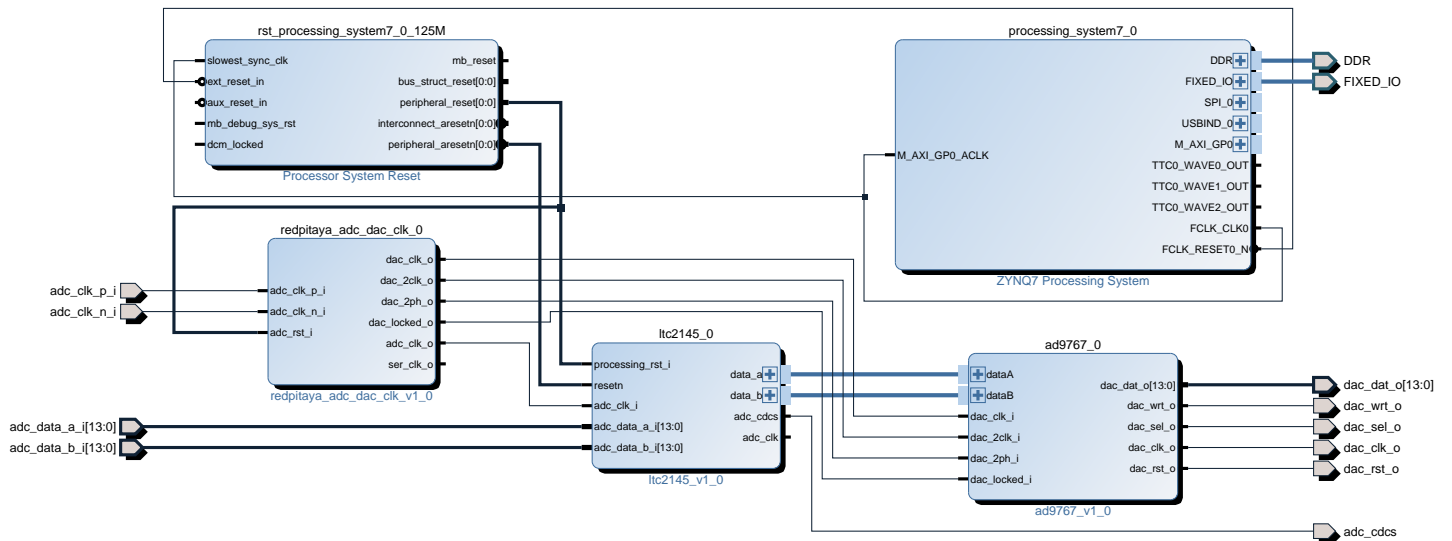 rst_processing_system7_0_125M
slowest_sync_clk
ext_reset_in
aux_reset_in
mb_debug_sys_rst
dcm_locked
mb_reset
bus_struct_reset[0:0]
peripheral_reset[0:0]
interconnect_aresetn[0:0]
peripheral_aresetn[0:0]
Processor System Reset
processing_system7_0
M_AXI_GP0_ACLK
DDR
FIXED_IO
SPI_0
USBIND_0
M_AXI_GP0
TTC0_WAVE0_OUT
TTC0_WAVE1_OUT
TTC0_WAVE2_OUT
FCLK_CLK0
FCLK_RESET0_N
ZYNQ7 Processing System
DDR
FIXED_IO
adc_clk_p_i
adc_clk_n_i
redpitaya_adc_dac_clk_0
adc_clk_p_i
adc_clk_n_i
adc_rst_i
dac_clk_o
dac_2clk_o
dac_2ph_o
dac_locked_o
adc_clk_o
ser_clk_o
redpitaya_adc_dac_clk_v1_0
adc_data_a_i[13:0]
adc_data_b_i[13:0]
ltc2145_0
processing_rst_i
resetn
adc_clk_i
adc_data_a_i[13:0]
adc_data_b_i[13:0]
data_a
data_b
adc_cdcs
adc_clk
ltc2145_v1_0
ad9767_0
dataA
dataB
dac_clk_i
dac_2clk_i
dac_2ph_i
dac_locked_i
dac_dat_o[13:0]
dac_wrt_o
dac_sel_o
dac_clk_o
dac_rst_o
ad9767_v1_0
dac_dat_o[13:0]
dac_wrt_o
dac_sel_o
dac_clk_o
dac_rst_o
adc_cdcs